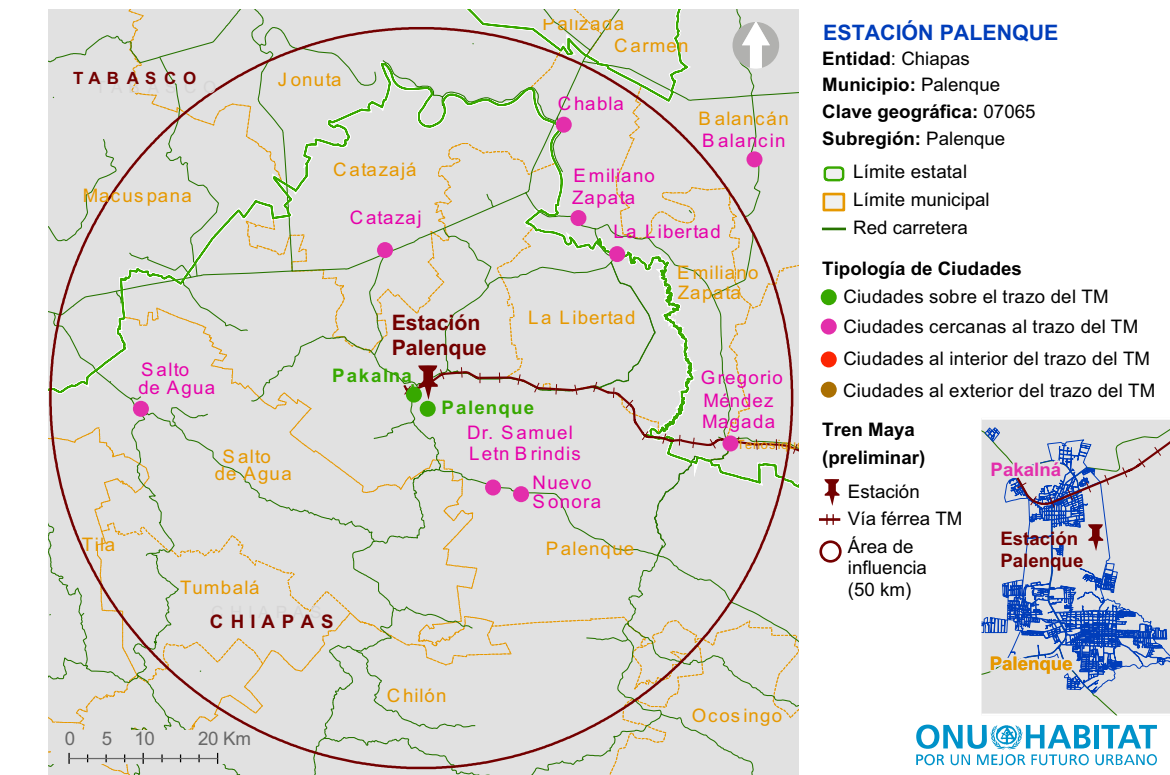 Palizada
Carmen
TABASCO
Jonuta
Chabla
Balancán
Balancin
Catazajá
Emiliano
Zapata
Macuspana
Catazaj
La Libertad
Emiliano
Zapata
La Libertad
Estación
Palenque
Salto
de Agua
Pakalna
Palenque
Gregorio
Méndez
Magada
Dr. Samuel
Letn Brindis
Salto
de Agua
Nuevo
Sonora
Tila
Palenque
Tumbalá
CHIAPAS
Chilón
Ocosingo
0 5 10 20 Km
ESTACIÓN PALENQUE
Entidad: Chiapas
Municipio: Palenque
Clave geográfica: 07065
Subregión: Palenque
Límite estatal
Límite municipal
Red carretera
Tipología de Ciudades
Ciudades sobre el trazo del TM
Ciudades cercanas al trazo del TM
Ciudades al interior del trazo del TM
Ciudades al exterior del trazo del TM
Tren Maya
(preliminar)
Estación
Vía férrea TM
Área de
influencia
(50 km)
Pakalná
Estación
Palenque
Palenque
ONU HABITAT
POR UN MEJOR FUTURO URBANO